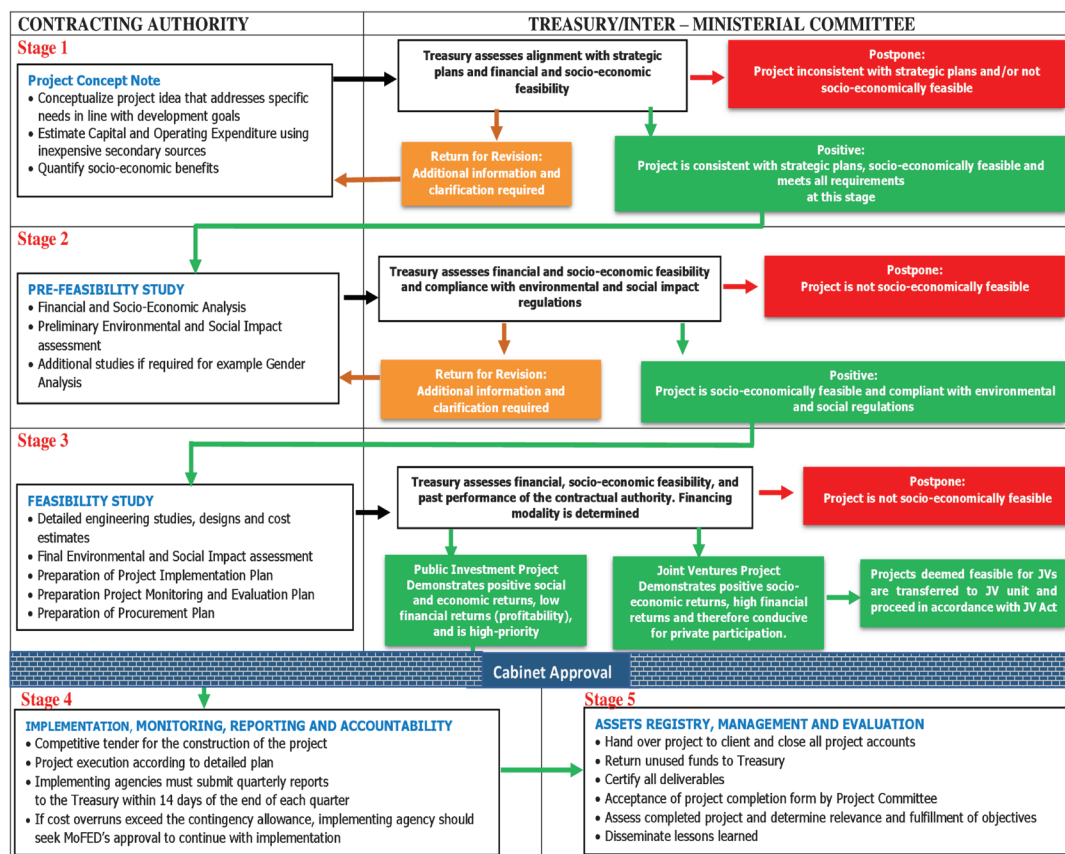 CONTRACTING AUTHORITY
TREASURY/INTER – MINISTERIAL COMMITTEE
Stage 1
Project Concept Note
• Conceptualize project idea that addresses specific
needs in line with development goals
• Estimate Capital and Operating Expenditure using
inexpensive secondary sources
• Quantify socio-economic benefits
Treasury assesses alignment with strategic
plans and financial and socio-economic
feasibility
Postpone:
Project inconsistent with strategic plans and/or not
socio-economically feasible
Return for Revision:
Additional information and
clarification required
Positive:
Project is consistent with strategic plans, socio-economically feasible and
meets all requirements
at this stage
Stage 2
PRE-FEASIBILITY STUDY
• Financial and Socio-Economic Analysis
• Preliminary Environmental and Social Impact
assessment
• Additional studies if required for example Gender
Analysis
Treasury assesses financial and socio-economic feasibility
and compliance with environmental and social impact
regulations
Postpone:
Project is not socio-economically feasible
Return for Revision:
Additional information and
clarification required
Positive:
Project is socio-economically feasible and compliant with environmental
and social regulations
Stage 3
FEASIBILITY STUDY
• Detailed engineering studies, designs and cost
estimates
• Final Environmental and Social Impact assessment
• Preparation of Project Implementation Plan
• Preparation Project Monitoring and Evaluation Plan
• Preparation of Procurement Plan
Treasury assesses financial, socio-economic feasibility, and
past performance of the contractual authority. Financing
modality is determined
Postpone:
Project is not socio-economically feasible
Public Investment Project
Demonstrates positive social
and economic returns, low
financial returns (profitability),
and is high-priority
Joint Ventures Project
Demonstrates positive socio-
economic returns, high financial
returns and therefore conducive
for private participation.
Projects deemed feasible for JVs
are transferred to JV unit and
proceed in accordance with JV Act
Cabinet Approval
Stage 4
IMPLEMENTATION, MONITORING, REPORTING AND ACCOUNTABILITY
• Competitive tender for the construction of the project
• Project execution according to detailed plan
• Implementing agencies must submit quarterly reports
to the Treasury within 14 days of the end of each quarter
• If cost overruns exceed the contingency allowance, implementing agency should
seek MoFED's approval to continue with implementation
Stage 5
ASSETS REGISTRY, MANAGEMENT AND EVALUATION
• Hand over project to client and close all project accounts
• Return unused funds to Treasury
• Certify all deliverables
• Acceptance of project completion form by Project Committee
• Assess completed project and determine relevance and fulfillment of objectives
• Disseminate lessons learned